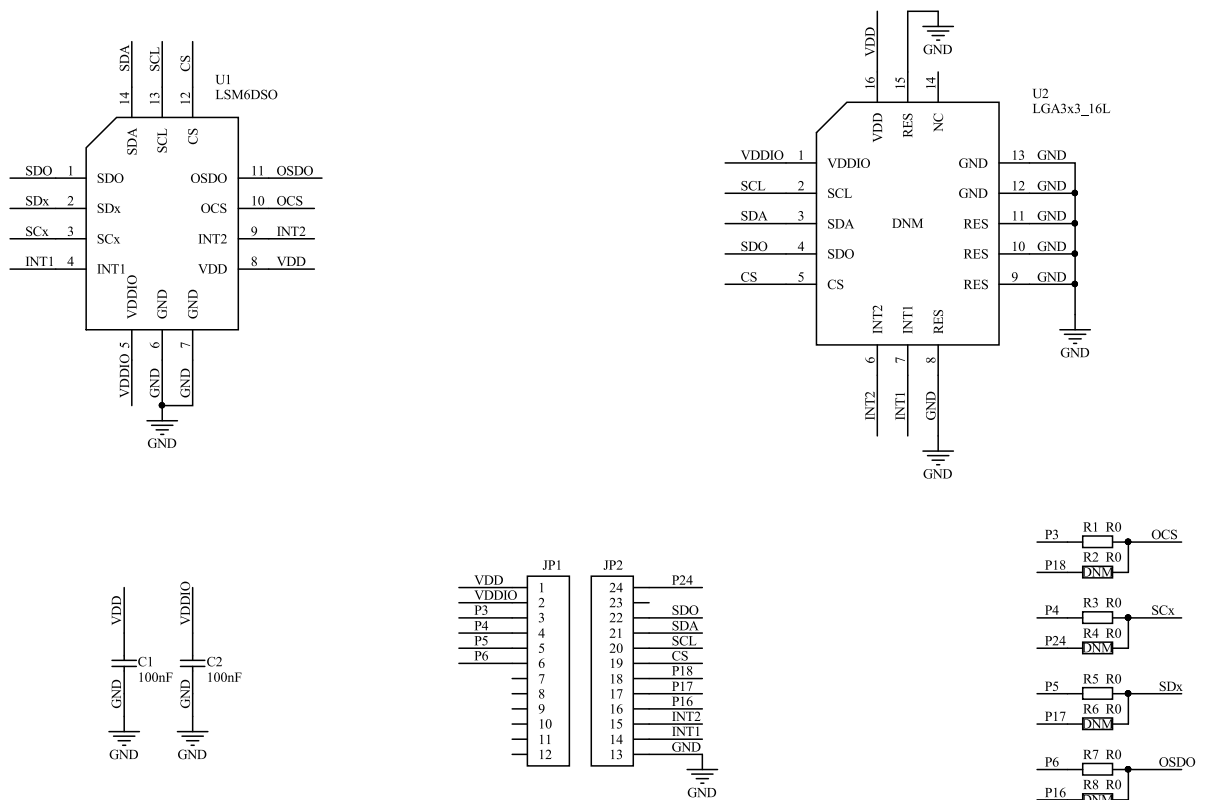 SDA
SCL
CS
14
13
12
U1
LSM6DSO
SDA
SCL
CS
SDO 1 SDO OSDO 11 OSDO
SDx 2 SDx OCS 10 OCS
SCx 3 SCx INT2 9 INT2
INT1 4 INT1 VDD 8 VDD
VDDIO
GND
GND
VDDIO 5
GND 6
GND 7
GND
VDD
GND
16
15
14
U2
LGA3x3_16L
VDD
RES
NC
VDDIO 1 VDDIO GND 13 GND
SCL 2 SCL GND 12 GND
SDA 3 SDA DNM RES 11 GND
SDO 4 SDO RES 10 GND
CS 5 CS RES 9 GND
INT2
INT1
RES
GND
6
7
8
INT2
INT1
GND
GND
VDD
VDDIO
C1
100nF
C2
100nF
GND
GND
GND
GND
JP1
VDD 1
VDDIO 2
P3 3
P4 4
P5 5
P6 6
7
8
9
10
11
12
JP2
24 P24
23
22 SDO
21 SDA
20 SCL
19 CS
18 P18
17 P17
16 P16
15 INT2
14 INT1
13 GND
GND
P3 R1 R0 OCS
P18 R2 R0
DNM
P4 R3 R0 SCx
P24 R4 R0
DNM
P5 R5 R0 SDx
P17 R6 R0
DNM
P6 R7 R0 OSDO
P16 R8 R0
DNM